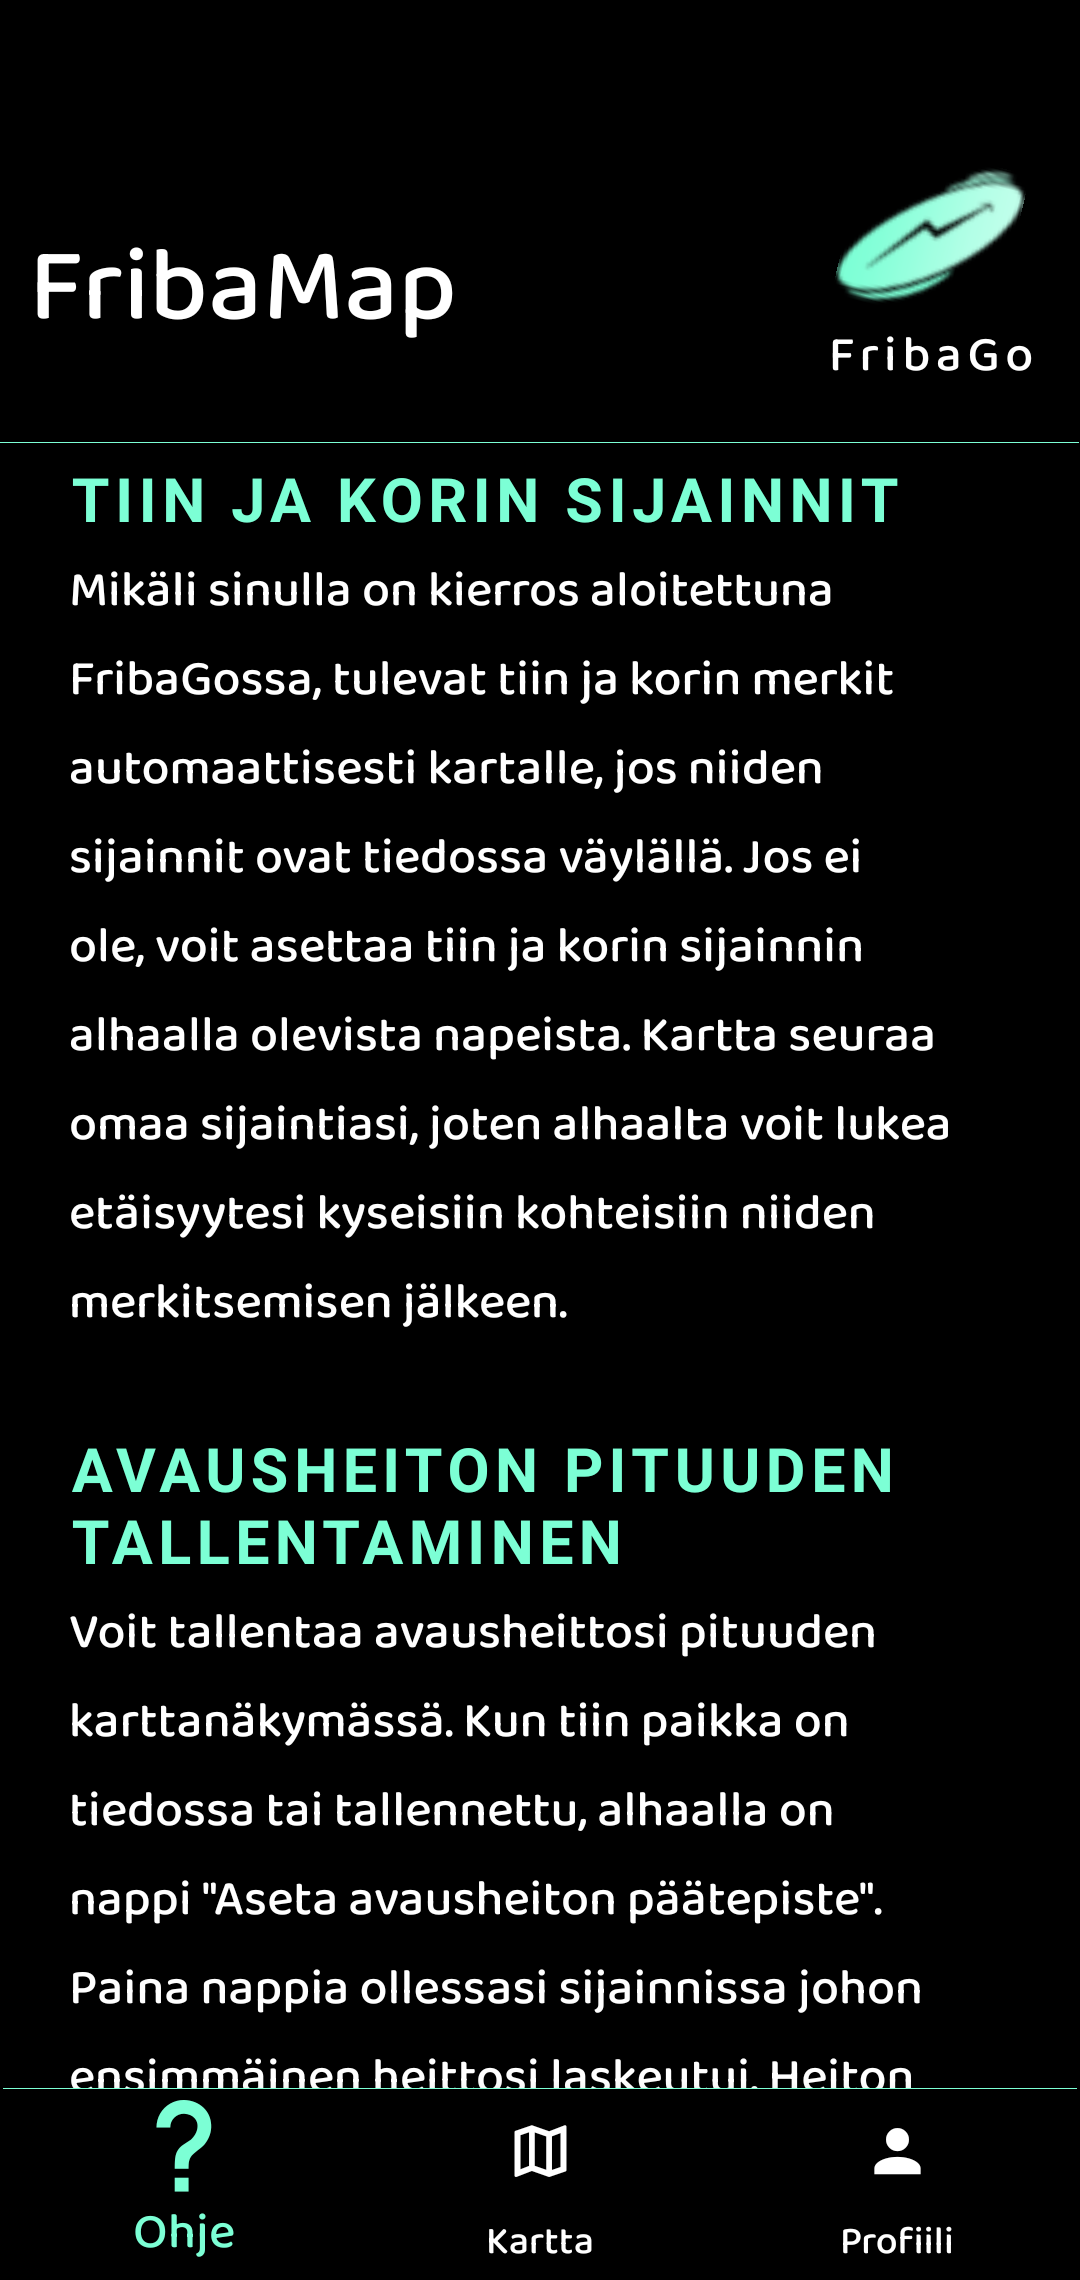 FribaMap
FribaGo
TIIN JA KORIN SIJAINNIT
Mikäli sinulla on kierros aloitettuna
FribaGossa, tulevat tiin ja korin merkit
automaattisesti kartalle, jos niiden
sijainnit ovat tiedossa väylällä. Jos ei
ole, voit asettaa tiin ja korin sijainnin
alhaalla olevista napeista. Kartta seuraa
omaa sijaintiasi, joten alhaalta voit lukea
etäisyytesi kyseisiin kohteisiin niiden
merkitsemisen jälkeen.
AVAUSHEITON PITUUDEN
TALLENTAMINEN
Voit tallentaa avausheittosi pituuden
karttanäkymässä. Kun tiin paikka on
tiedossa tai tallennettu, alhaalla on
nappi "Aseta avausheiton päätepiste".
Paina nappia ollessasi sijainnissa johon
ensimmäinen heittosi laskeutui. Heiton
?
Ohje
Kartta
Profiili